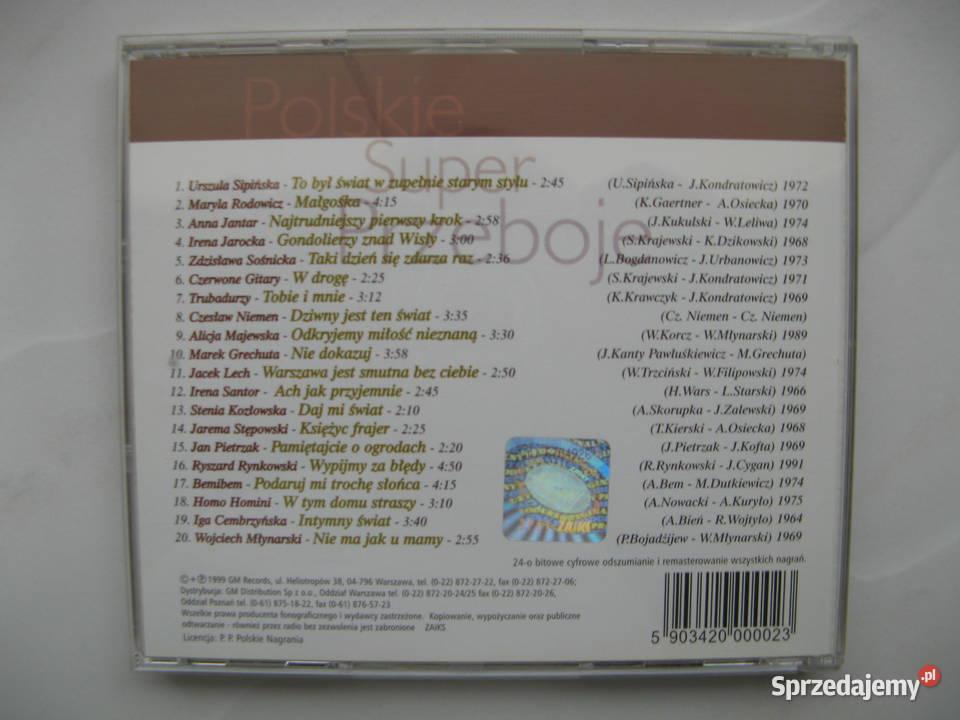 Polskie
Super
Przeboje
1. Urszula Sipińska - To był świat w zupełnie starym stylu - 2:45 (U.Sipińska - J.Kondratowicz) 1972
2. Maryla Rodowicz - Małgośka - 4:15 (K.Gaertner - A.Osiecka) 1970
3. Anna Jantar - Najtrudniejszy pierwszy krok - 2:58 (J.Kukulski - W.Leliwa) 1974
4. Irena Jarocka - Gondolierzy znad Wisły - 3:00 (S.Krajewski - K.Dzikowski) 1968
5. Zdzisława Sośnicka - Taki dzień się zdarza raz - 2:36 (L.Bogdanowicz - J.Urbanowicz) 1973
6. Czerwone Gitary - W drogę - 2:25 (S.Krajewski - J.Kondratowicz) 1971
7. Trubadurzy - Tobie i mnie - 3:12 (K.Krawczyk - J.Kondratowicz) 1969
8. Czesław Niemen - Dziwny jest ten świat - 3:35 (Cz. Niemen - Cz. Niemen)
9. Alicja Majewska - Odkryjemy miłość nieznaną - 3:30 (W.Korcz - W.Młynarski) 1989
10. Marek Grechuta - Nie dokazuj - 3:58 (J.Kanty Pawluśkiewicz - M.Grechuta)
11. Jacek Lech - Warszawa jest smutna bez ciebie - 2:50 (W.Trzciński - W.Filipowski) 1974
12. Irena Santor - Ach jak przyjemnie - 2:45 (H.Wars - L.Starski) 1966
13. Stenia Kozłowska - Daj mi świat - 2:10 (A.Skorupka - J.Zalewski) 1969
14. Jarema Stępowski - Księżyc frajer - 2:25 (T.Kierski - A.Osiecka) 1968
15. Jan Pietrzak - Pamiętajcie o ogrodach - 2:20 (J.Pietrzak - J.Kofta) 1969
16. Ryszard Rynkowski - Wypijmy za błędy - 4:50 (R.Rynkowski - J.Cygan) 1991
17. Bemibem - Podaruj mi trochę słońca - 4:15 (A.Bem - M.Dutkiewicz) 1974
18. Homo Homini - W tym domu straszy - 3:10 (A.Nowacki - A.Kuryło) 1975
19. Iga Cembrzyńska - Intymny świat - 3:40 (A.Bień - R.Wojtyło) 1964
20. Wojciech Młynarski - Nie ma jak u mamy - 2:55 (P.Bojadżijew - W.Młynarski) 1969
ZAIKS
24-o bitowe cyfrowe odszumianie i remasterowanie wszystkich nagrań.
©+℗ 1999 GM Records, ul. Heliotropów 38, 04-796 Warszawa, tel. (0-22) 872-27-22, fax (0-22) 872-27-06;
Dystrybucja: GM Distribution Sp z o.o., Oddział Warszawa tel. (0-22) 872-20-24/25 fax (0-22) 872-20-26,
Oddział Poznań tel. (0-61) 875-18-22, fax (0-61) 876-57-23
Wszelkie prawa producenta fonograficznego i wydawcy zastrzeżone. Kopiowanie, wypożyczanie oraz publiczne
odtwarzanie - również przez radio bez zezwolenia jest zabronione ZAIKS
Licencja: P. P. Polskie Nagrania
5 903420 000023
Sprzedajemy.pl